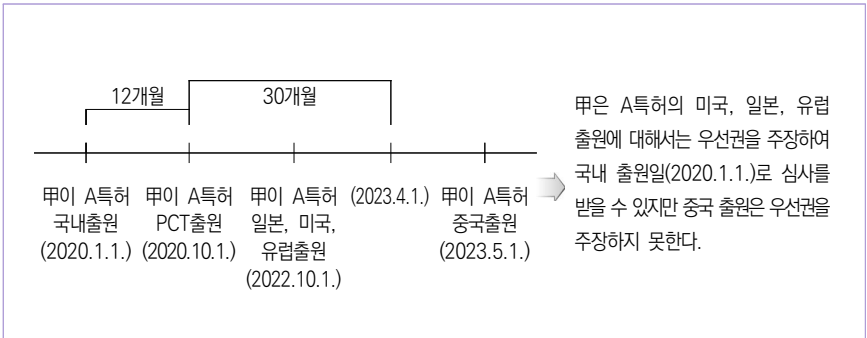 12개월
30개월
甲이 A특허
국내출원
(2020.1.1.)
甲이 A특허
PCT출원
(2020.10.1.)
甲이 A특허
일본, 미국,
유럽출원
(2022.10.1.)
(2023.4.1.)
甲이 A특허
중국출원
(2023.5.1.)
甲은 A특허의 미국, 일본, 유럽
출원에 대해서는 우선권을 주장하여
국내 출원일(2020.1.1.)로 심사를
받을 수 있지만 중국 출원은 우선권을
주장하지 못한다.